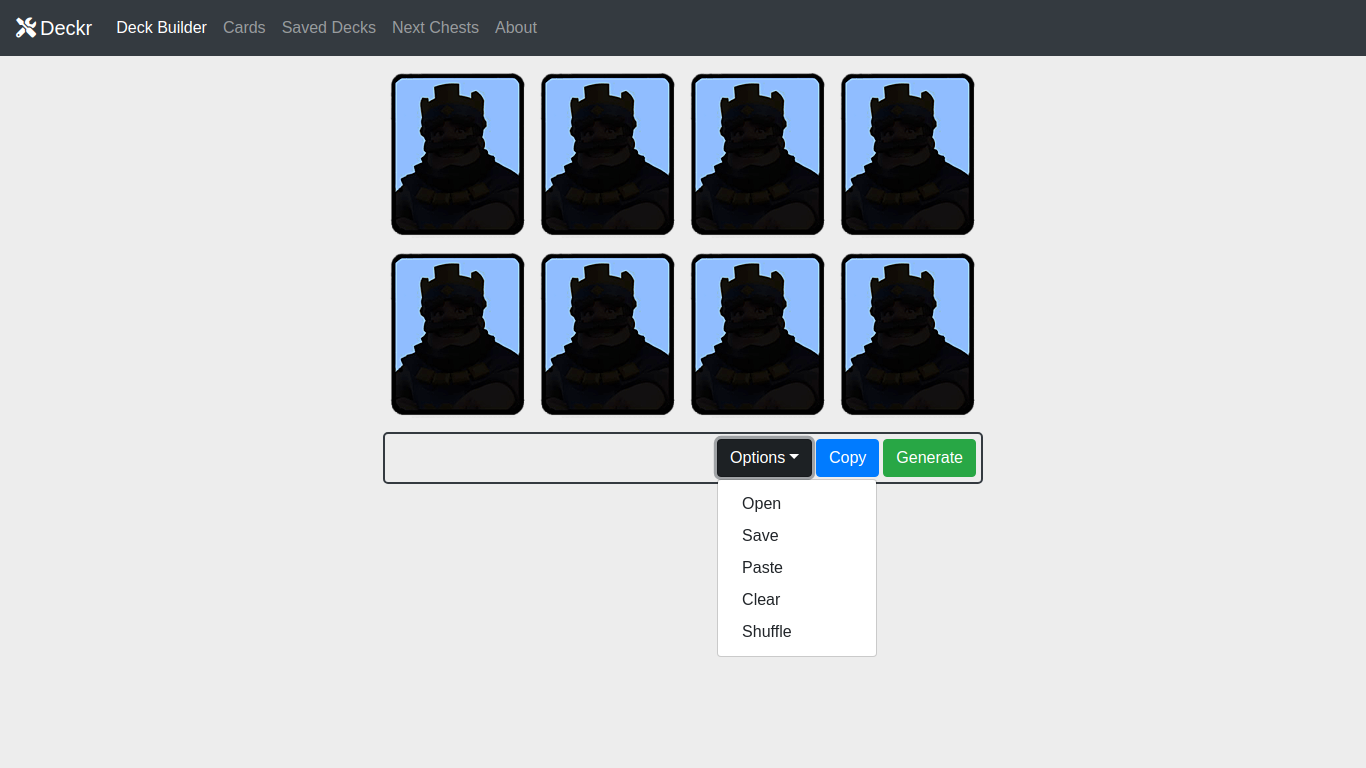 Deckr Deck Builder Cards Saved Decks Next Chests About
Options Copy Generate
Open
Save
Paste
Clear
Shuffle